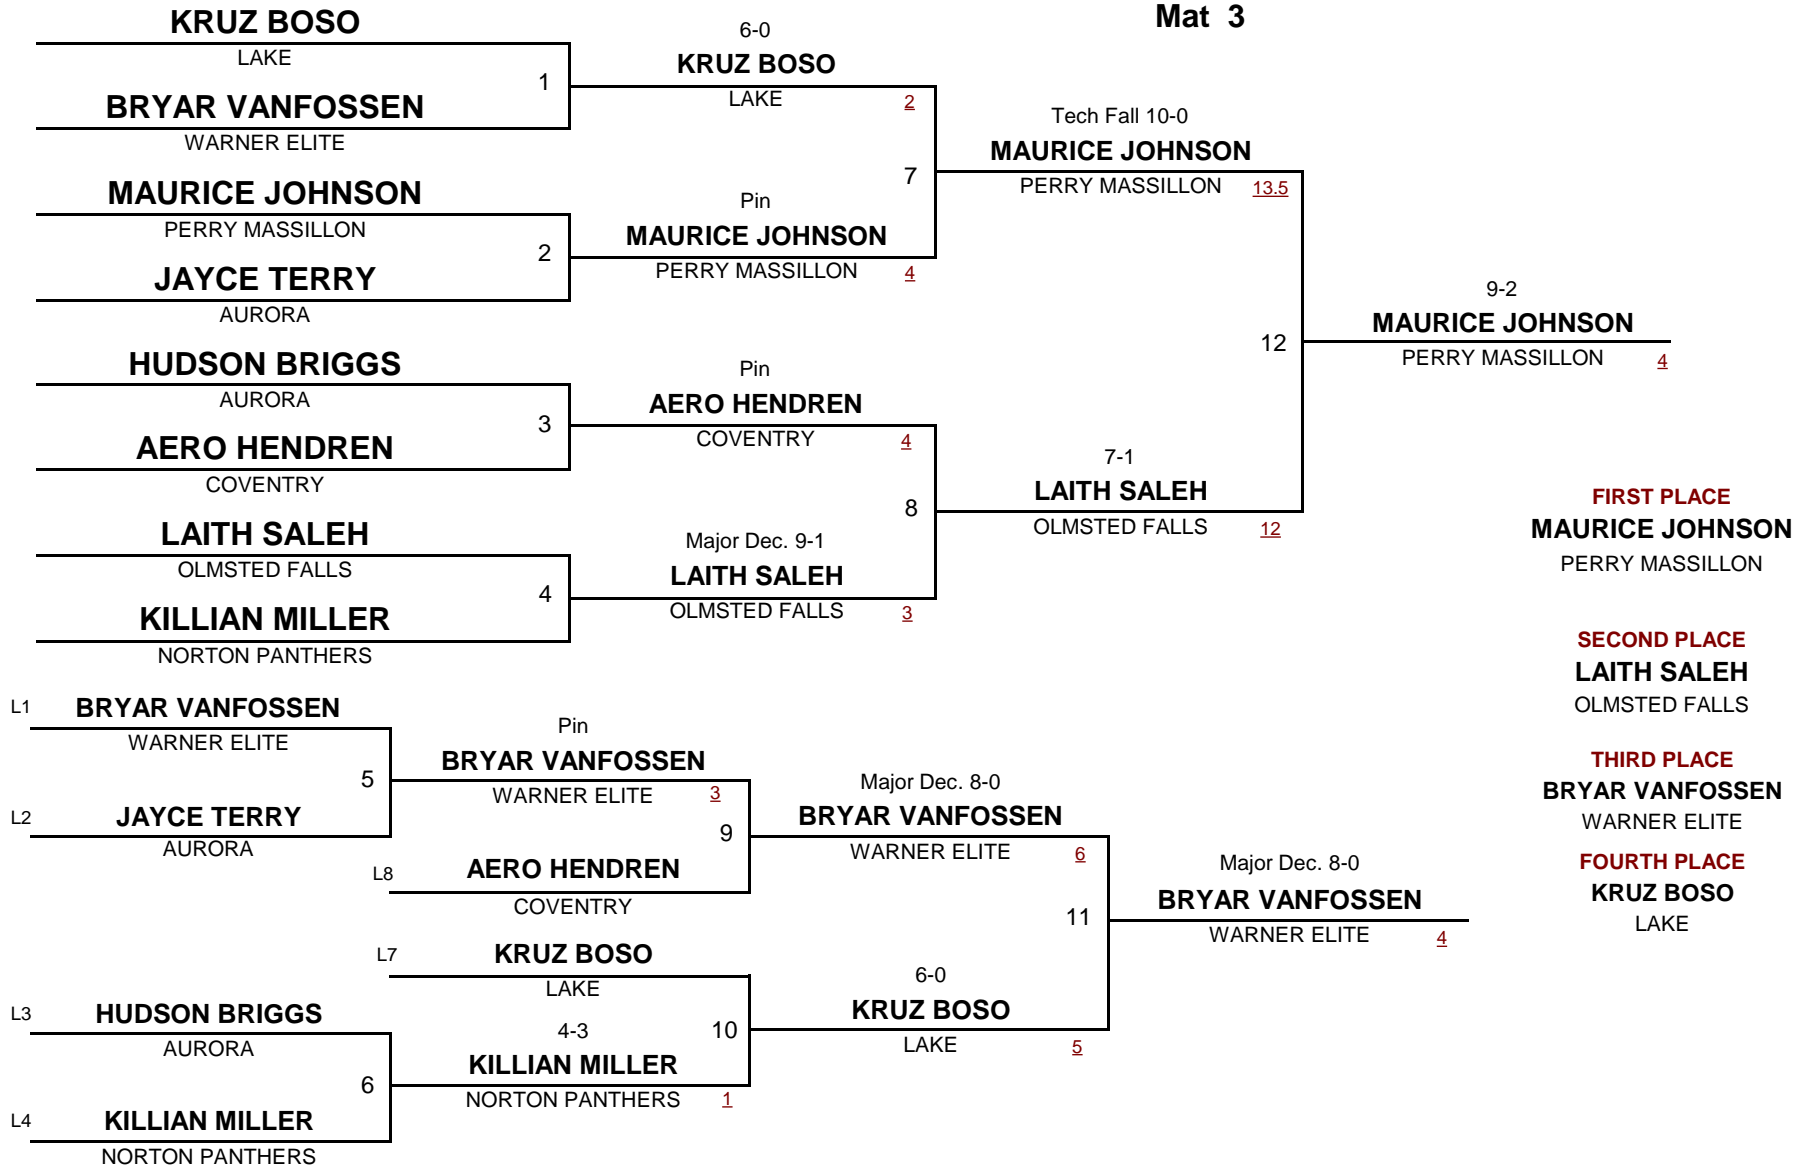 Mat 3
KRUZ BOSO
LAKE
1
BRYAR VANFOSSEN
WARNER ELITE
MAURICE JOHNSON
PERRY MASSILLON
2
JAYCE TERRY
AURORA
HUDSON BRIGGS
AURORA
3
AERO HENDREN
COVENTRY
LAITH SALEH
OLMSTED FALLS
4
KILLIAN MILLER
NORTON PANTHERS
6-0
KRUZ BOSO
LAKE 2
7
Pin
MAURICE JOHNSON
PERRY MASSILLON 4
Pin
AERO HENDREN
COVENTRY 4
8
Major Dec. 9-1
LAITH SALEH
OLMSTED FALLS 3
Tech Fall 10-0
MAURICE JOHNSON
PERRY MASSILLON 13.5
12
7-1
LAITH SALEH
OLMSTED FALLS 12
9-2
MAURICE JOHNSON
PERRY MASSILLON 4
FIRST PLACE
MAURICE JOHNSON
PERRY MASSILLON
SECOND PLACE
LAITH SALEH
OLMSTED FALLS
THIRD PLACE
BRYAR VANFOSSEN
WARNER ELITE
FOURTH PLACE
KRUZ BOSO
LAKE
L1 BRYAR VANFOSSEN
WARNER ELITE
5
L2 JAYCE TERRY
AURORA
L3 HUDSON BRIGGS
AURORA
6
L4 KILLIAN MILLER
NORTON PANTHERS
Pin
BRYAR VANFOSSEN
WARNER ELITE 3
9
L8 AERO HENDREN
COVENTRY
L7 KRUZ BOSO
LAKE
10
4-3
KILLIAN MILLER
NORTON PANTHERS 1
Major Dec. 8-0
BRYAR VANFOSSEN
WARNER ELITE 6
11
6-0
KRUZ BOSO
LAKE 5
Major Dec. 8-0
BRYAR VANFOSSEN
WARNER ELITE 4